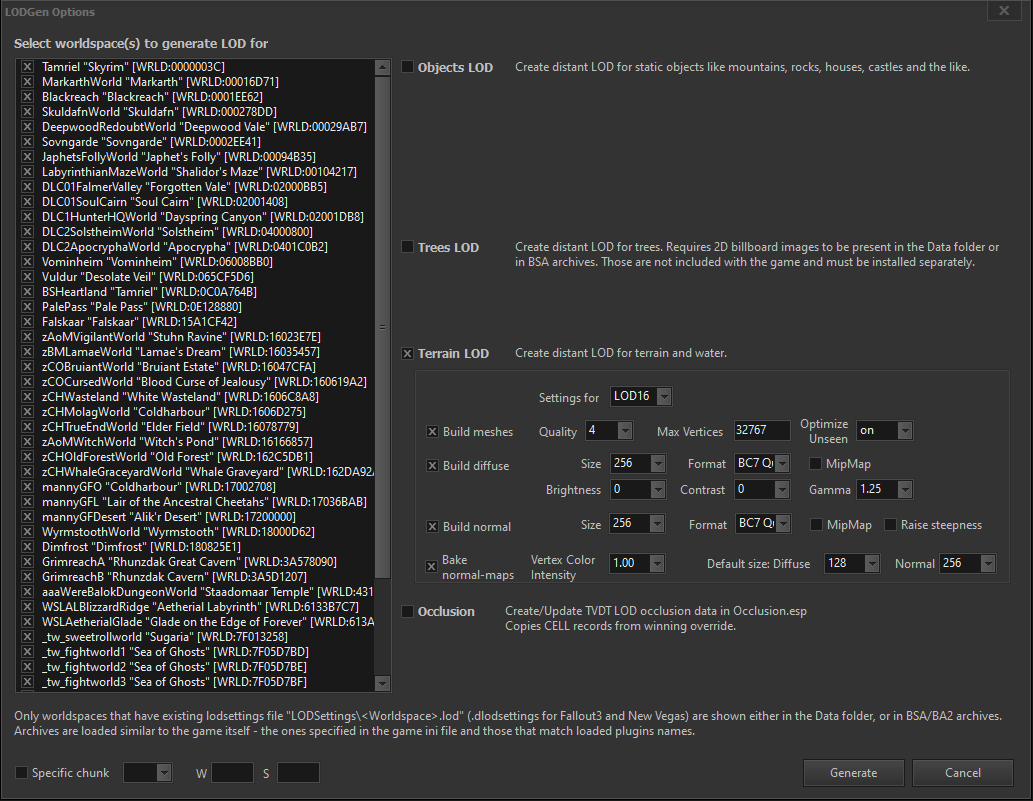 LODGen Options
Select worldspace(s) to generate LOD for
Tamriel "Skyrim" [WRLD:0000003C]
MarkarthWorld "Markarth" [WRLD:00016D71]
Blackreach "Blackreach" [WRLD:0001EE62]
SkuldafnWorld "Skuldafn" [WRLD:000278DD]
DeepwoodRedoubtWorld "Deepwood Vale" [WRLD:00029AB7]
Sovngarde "Sovngarde" [WRLD:0002EE41]
JaphetsFollyWorld "Japhet's Folly" [WRLD:00094B35]
LabyrinthianMazeWorld "Shalidor's Maze" [WRLD:00104217]
DLC01FalmerValley "Forgotten Vale" [WRLD:02000BB5]
DLC01SoulCairn "Soul Cairn" [WRLD:02001408]
DLC1HunterHQWorld "Dayspring Canyon" [WRLD:02001DB8]
DLC2SolstheimWorld "Solstheim" [WRLD:04000800]
DLC2ApocryphaWorld "Apocrypha" [WRLD:0401C0B2]
Vominheim "Vominheim" [WRLD:06008BB0]
Vuldur "Desolate Veil" [WRLD:065CF5D6]
BSHeartland "Tamriel" [WRLD:0C0A764B]
PalePass "Pale Pass" [WRLD:0E128880]
Falskaar "Falskaar" [WRLD:15A1CF42]
zAoMVigilantWorld "Stuhn Ravine" [WRLD:16023E7E]
zBMLamaeWorld "Lamae's Dream" [WRLD:16035457]
zCOBruiantWorld "Bruiant Estate" [WRLD:16047CFA]
zCOCursedWorld "Blood Curse of Jealousy" [WRLD:160619A2]
zCHWasteland "White Wasteland" [WRLD:1606C8A8]
zCHMolagWorld "Coldharbour" [WRLD:1606D275]
zCHTrueEndWorld "Elder Field" [WRLD:16078779]
zAoMWitchWorld "Witch's Pond" [WRLD:16166857]
zCHOldForestWorld "Old Forest" [WRLD:162C5DB1]
zCHWhaleGraceyardWorld "Whale Graveyard" [WRLD:162DA92
mannyGFO "Coldharbour" [WRLD:17002708]
mannyGFL "Lair of the Ancestral Cheetahs" [WRLD:17036BAB]
mannyGFDesert "Alik'r Desert" [WRLD:17200000]
WyrmstoothWorld "Wyrmstooth" [WRLD:18000D62]
Dimfrost "Dimfrost" [WRLD:180825E1]
GrimreachA "Rhunzdak Great Cavern" [WRLD:3A578090]
GrimreachB "Rhunzdak Cavern" [WRLD:3A5D1207]
aaaWereBalokDungeonWorld "Staadomaar Temple" [WRLD:431
WSLALBlizzardRidge "Aetherial Labyrinth" [WRLD:6133B7C7]
WSLAetherialGlade "Glade on the Edge of Forever" [WRLD:613A
_tw_sweetrollworld "Sugaria" [WRLD:7F013258]
_tw_fightworld1 "Sea of Ghosts" [WRLD:7F05D7BD]
_tw_fightworld2 "Sea of Ghosts" [WRLD:7F05D7BE]
_tw_fightworld3 "Sea of Ghosts" [WRLD:7F05D7BF]
Objects LOD Create distant LOD for static objects like mountains, rocks, houses, castles and the like.
Trees LOD Create distant LOD for trees. Requires 2D billboard images to be present in the Data folder or
in BSA archives. Those are not included with the game and must be installed separately.
Terrain LOD Create distant LOD for terrain and water.
Settings for LOD16
Build meshes Quality 4 Max Vertices 32767 Optimize
Unseen on
Build diffuse Size 256 Format BC7 Qu MipMap
Brightness 0 Contrast 0 Gamma 1.25
Build normal Size 256 Format BC7 Qu MipMap Raise steepness
Bake
normal-maps Vertex Color
Intensity 1.00 Default size: Diffuse 128 Normal 256
Occlusion Create/Update TVDT LOD occlusion data in Occlusion.esp
Copies CELL records from winning override.
Only worldspaces that have existing lodsettings file "LODSettings\<Worldspace>.lod" (.dlodsettings for Fallout3 and New Vegas) are shown either in the Data folder, or in BSA/BA2 archives.
Archives are loaded similar to the game itself - the ones specified in the game ini file and those that match loaded plugins names.
Specific chunk W S Generate Cancel